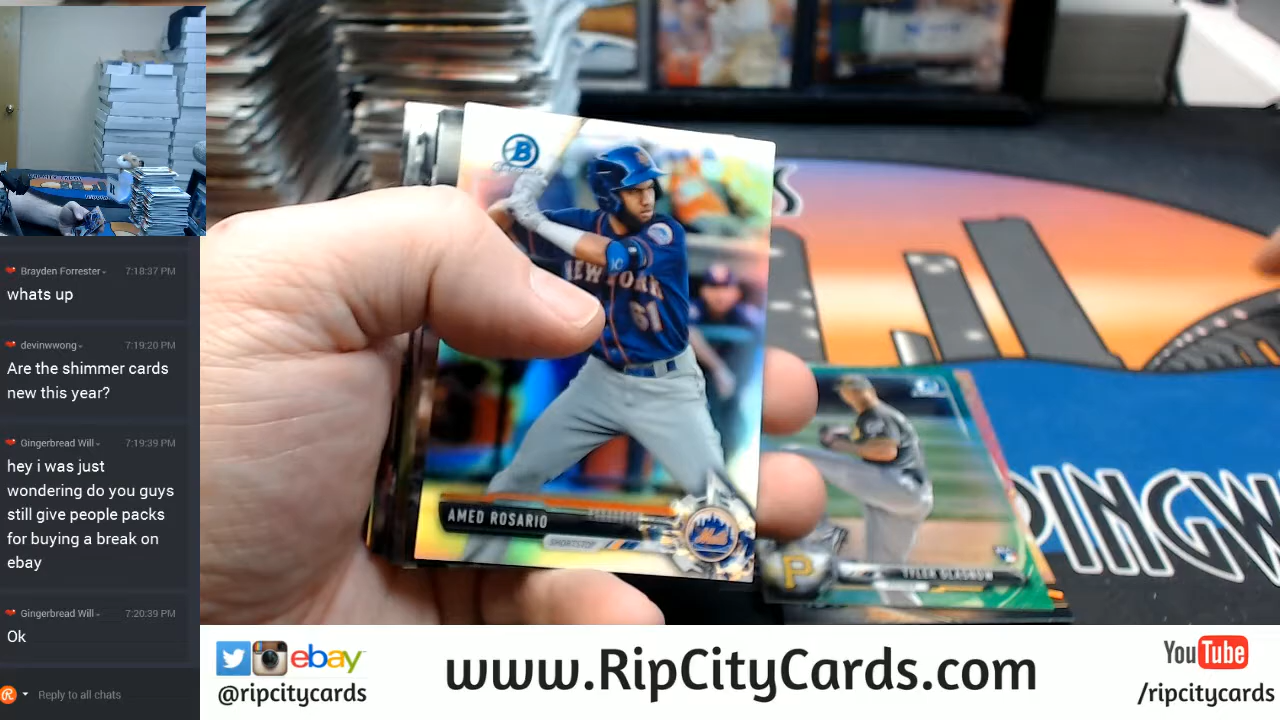 Brayden Forrester
7:18:37 PM
whats up
devinwwong
7:19:20 PM
Are the shimmer cards
new this year?
Gingerbread Will
7:19:39 PM
hey i was just
wondering do you guys
still give people packs
for buying a break on
ebay
Gingerbread Will
7:20:39 PM
Ok
Reply to all chats
B
NEW YORK
61
AMED ROSARIO
SHORTSTOP
Mets
P
TYLER GLASNOW
PINGW
ebay
@ripcitycards
www.RipCityCards.com
YouTube
/ripcitycards